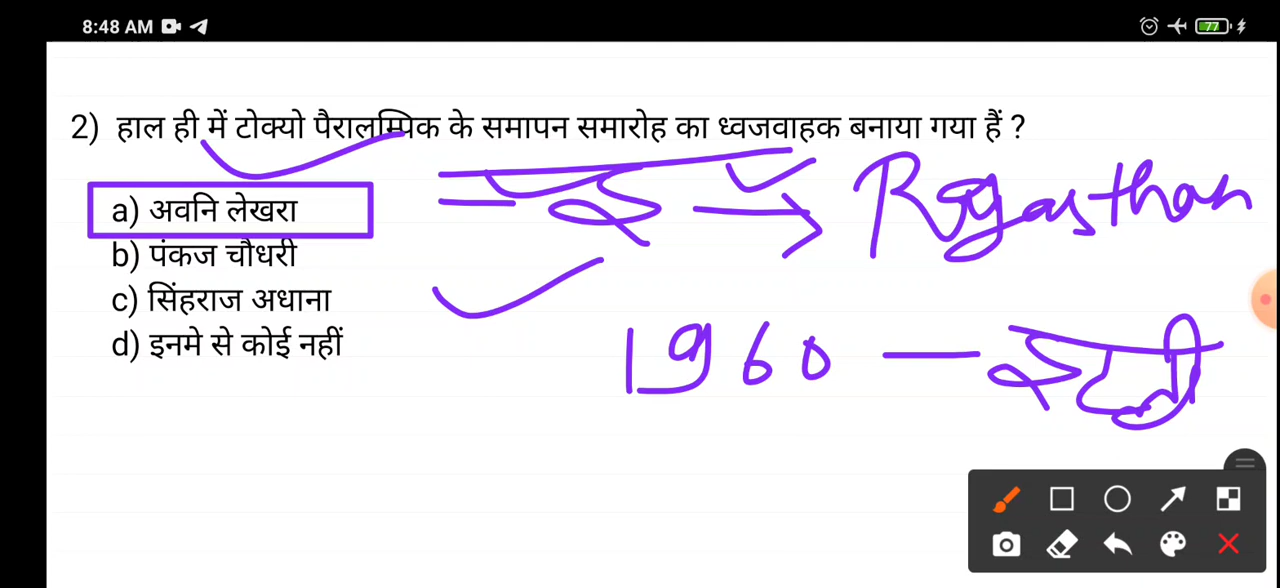 8:48 AM
77
2) हाल ही में टोक्यो पैरालम्पिक के समापन समारोह का ध्वजवाहक बनाया गया हैं ?
a) अवनि लेखरा
Rajasthan
b) पंकज चौधरी
c) सिंहराज अधाना
d) इनमे से कोई नहीं
1960 —